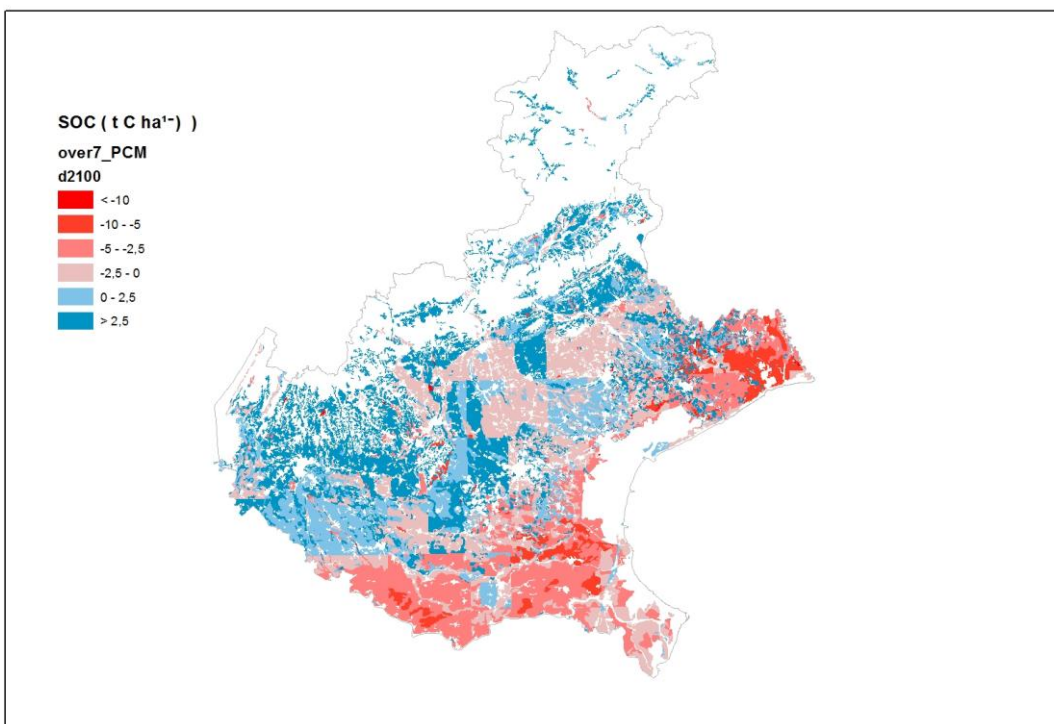 SOC ( t C ha¹⁻) )
over7_PCM
d2100
< -10
-10 - -5
-5 - -2,5
-2,5 - 0
0 - 2,5
> 2,5